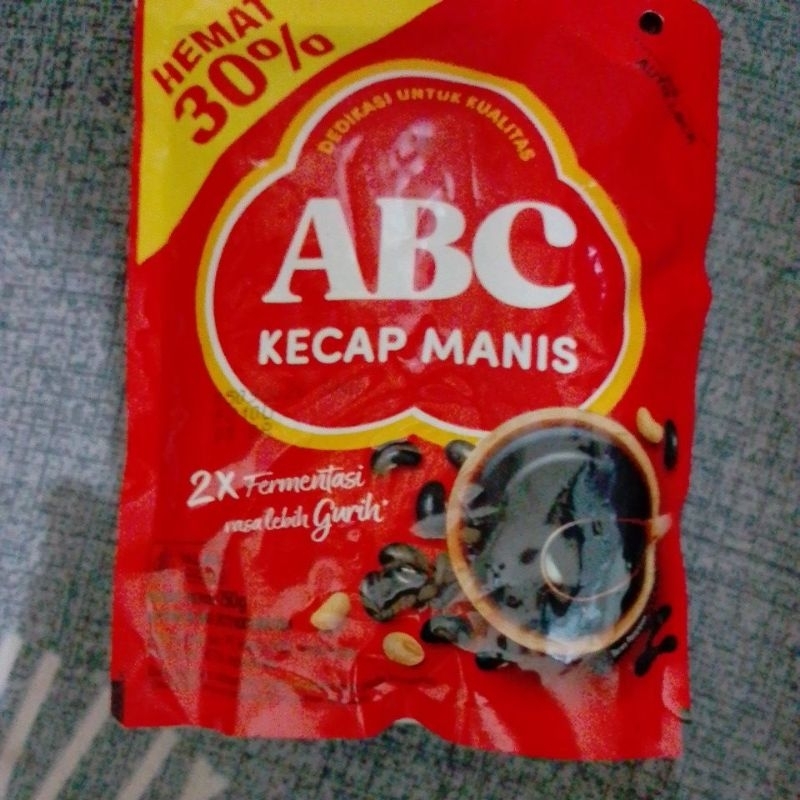 HEMAT
30%
DEDIKASI UNTUK KUALITAS
ABC
KECAP MANIS
2X Fermentasi
rasa lebih Gurih*